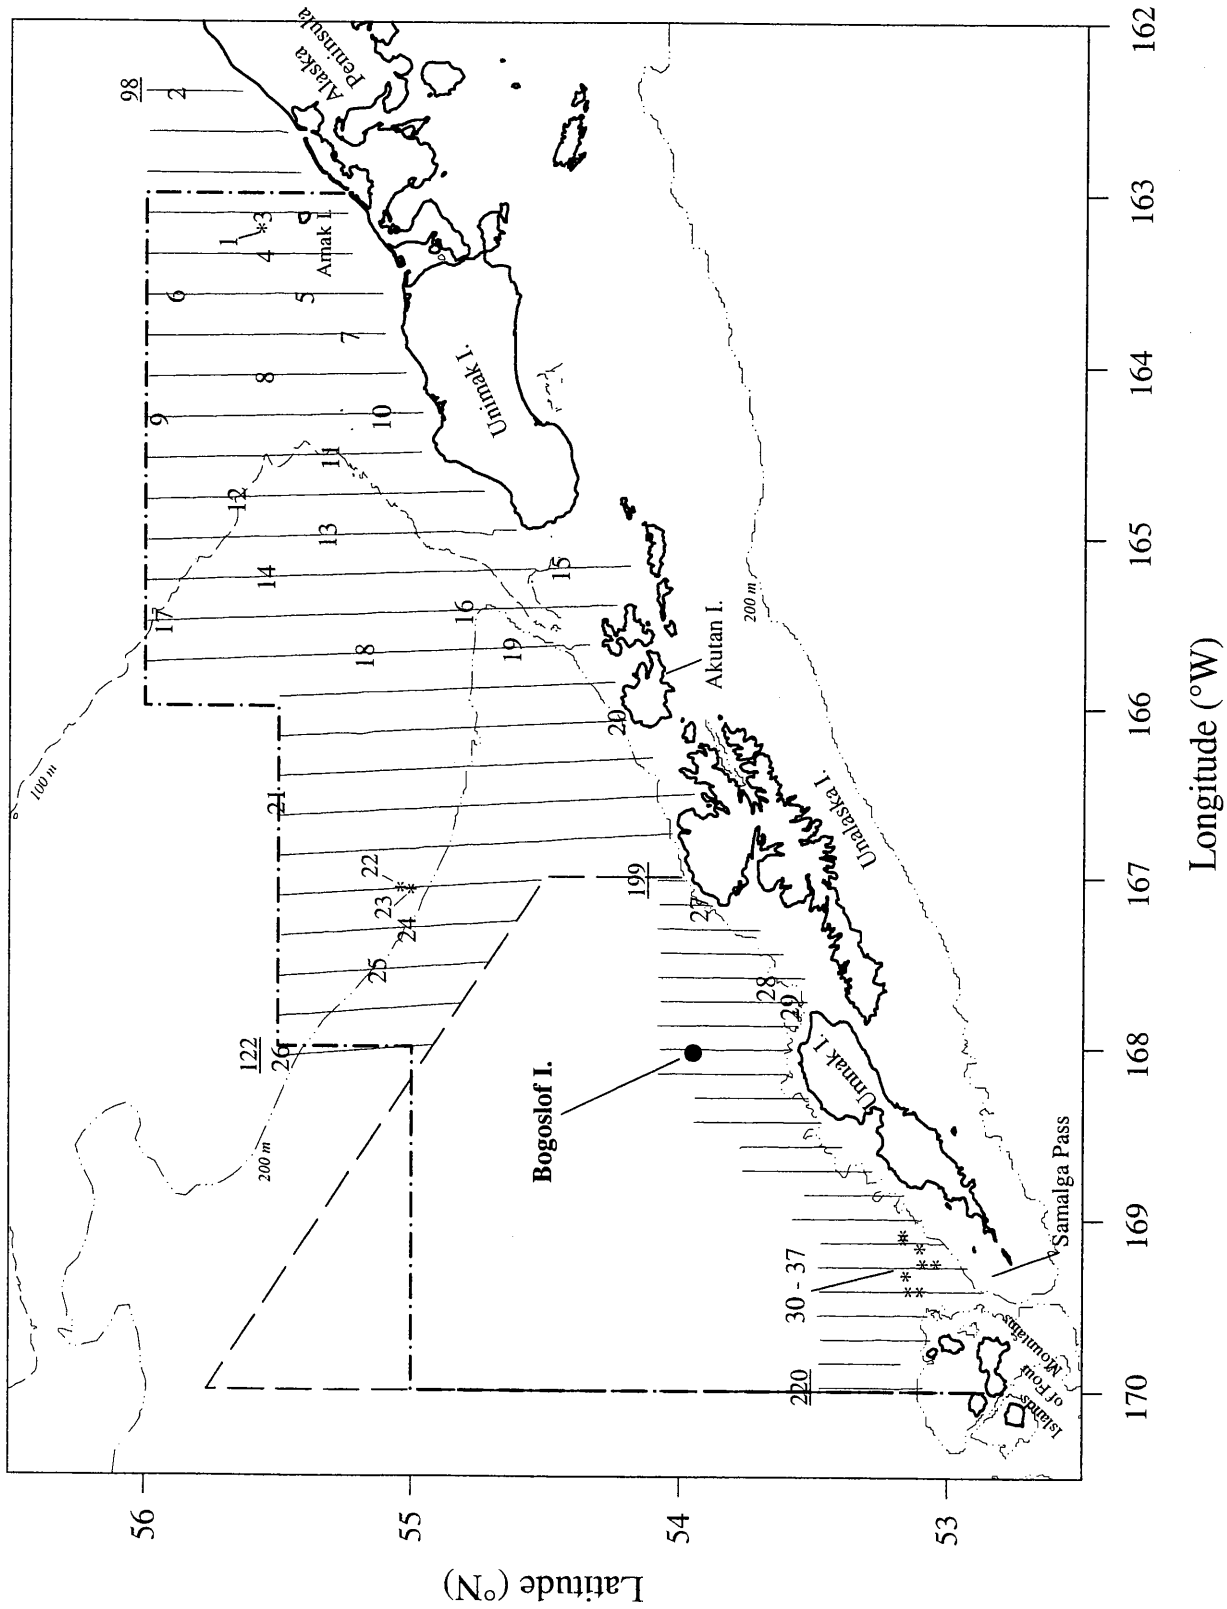 Latitude (°N)
56
55
54
53
Longitude (°W)
170
169
168
167
166
165
164
163
162
Alaska
Peninsula
98
2
1
*3
4
Amak I.
6
5
7
8
9
10
Unimak I.
11
12
13
14
15
17
16
18
19
100 m
20
Akutan I.
200 m
21
22
**
23
24
25
122
26
199
27
28
29
Unalaska I.
200 m
Bogoslof I.
Umnak I.
Samalga Pass
30 - 37
********
220
Islands
of Four
Mountains